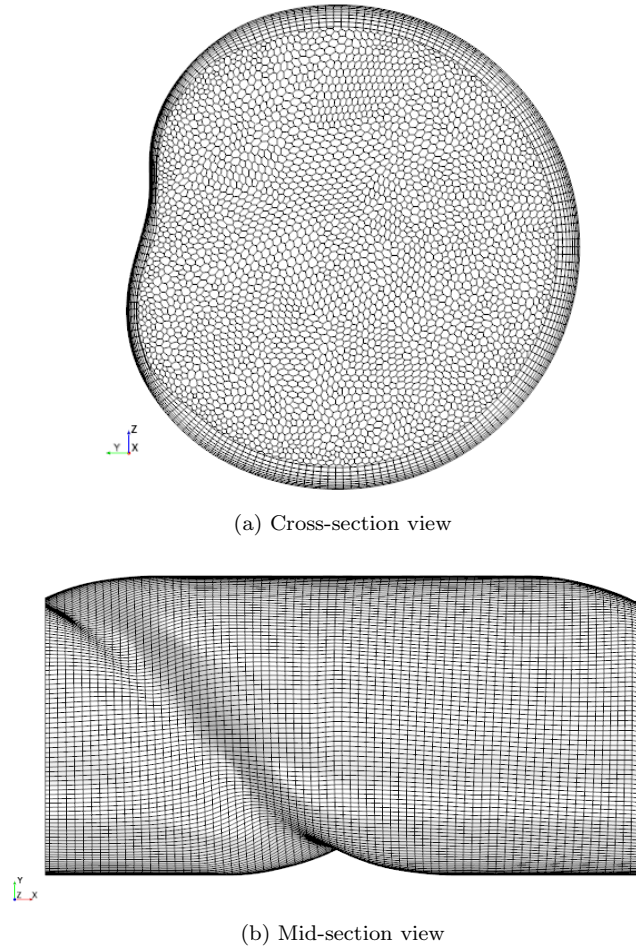 Z
Y X
(a) Cross-section view
Y
Z X
(b) Mid-section view